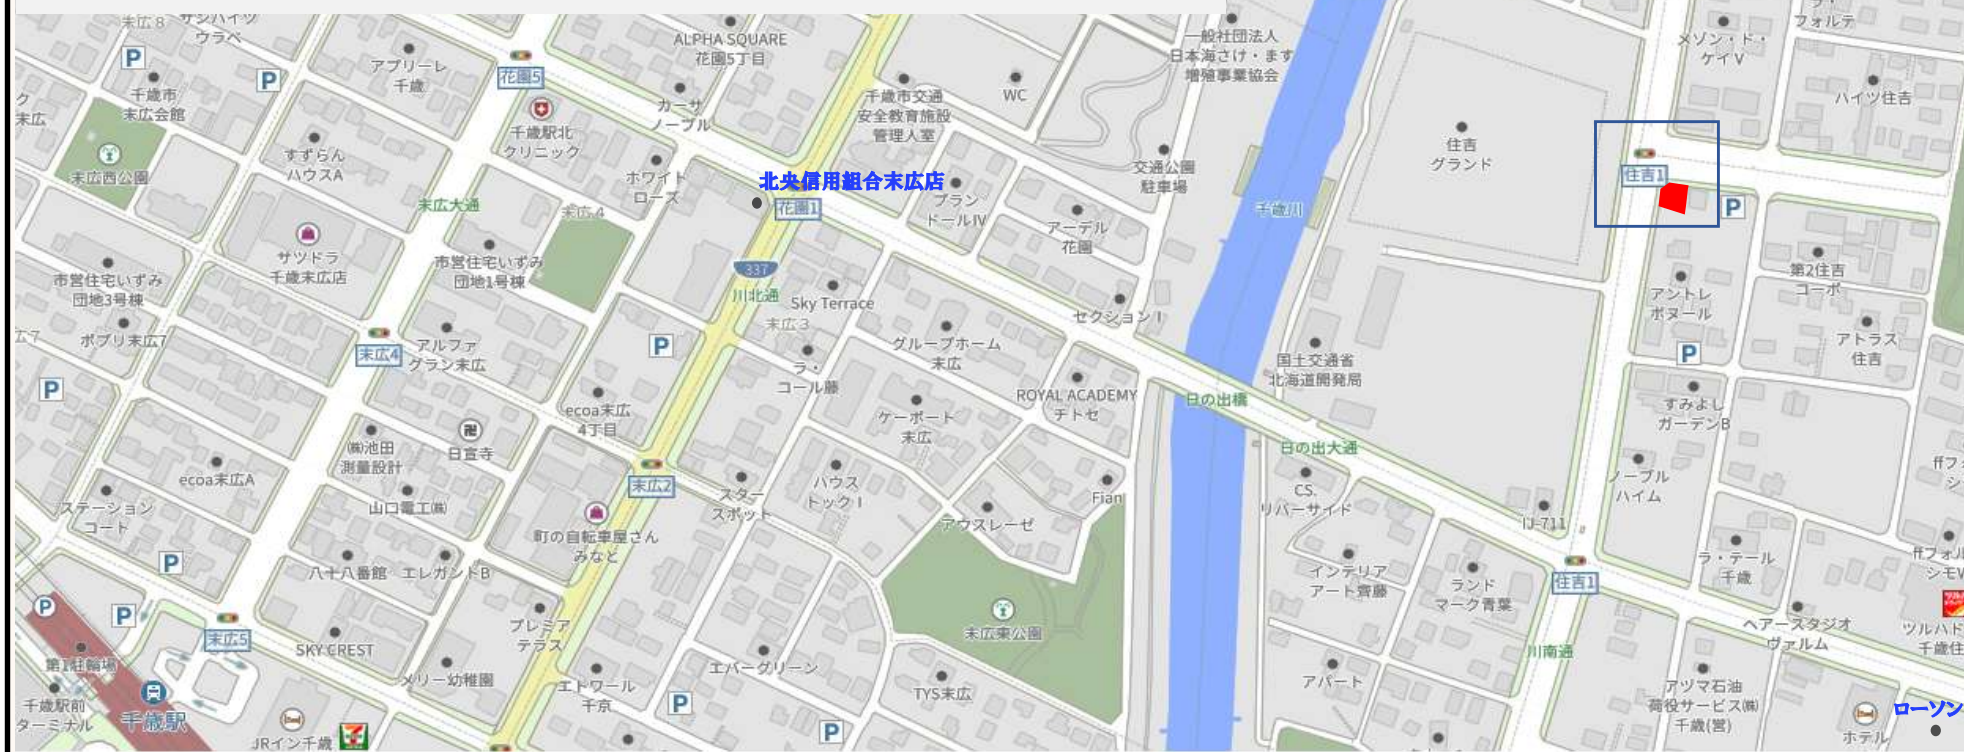 末広8
サンハイツ
ウラベ
アプリーレ
千歳
P
P
千歳市
末広会館
ク
末広
末広西公園
花園5
千歳駅北
クリニック
すずらん
ハウスA
ALPHA SQUARE
花園5丁目
カーサ
ノーブル
ホワイト
ローズ
千歳市交通
安全教育施設
管理人室
WC
一般社団法人
日本海さけ・ます
増殖事業協会
交通公園
駐車場
北央信用組合末広店
花園1
グラン
ドールⅣ
アーデル
花園
千歳川
住吉
グランド
メゾン・ド・
ケイⅤ
ラ・
フォルテ
ハイツ住吉
住吉1
P
第2住吉
コーポ
アントレ
ボヌール
アトラス
住吉
P
すみよし
ガーデンB
ノーブル
ハイム
末広大通
末広4
サツドラ
千歳末広店
市営住宅いずみ
団地1号棟
市営住宅いずみ
団地3号棟
ポプリ末広7
広7
P
末広4
アルファ
グラン末広
P
337
川北通
Sky Terrace
末広3
ラ・
コール藤
グループホーム
末広
セクションⅠ
ROYAL ACADEMY
チトセ
ケーポート
末広
日の出橋
国土交通省
北海道開発局
日の出大通
ecoa末広
4丁目
㈱池田
測量設計
日宣寺
ecoa末広A
山口電工㈱
ステーション
コート
末広2
スター
スポット
ハウス
トックⅠ
アウスレーゼ
Fian
C.S.
リバーサイド
IJ-711
町の自転車屋さん
みなと
P
八十八番館
エレガントB
インテリア
アート齊藤
ランド
マーク青葉
住吉1
ラ・テール
千歳
ffフ
シ
ffフォル
シモV
ヘアースタジオ
ヴァルム
ツルハド
千歳住
P
P
末広5
SKY CREST
プレミア
テラス
末広東公園
川南通
第1駐輪場
千歳駅前
ターミナル
千歳駅
メリー幼稚園
エトワール
千京
エバーグリーン
TYS末広
アパート
アヅマ石油
荷役サービス㈱
千歳(営)
ローソン
ホテル
JRイン千歳
P
P